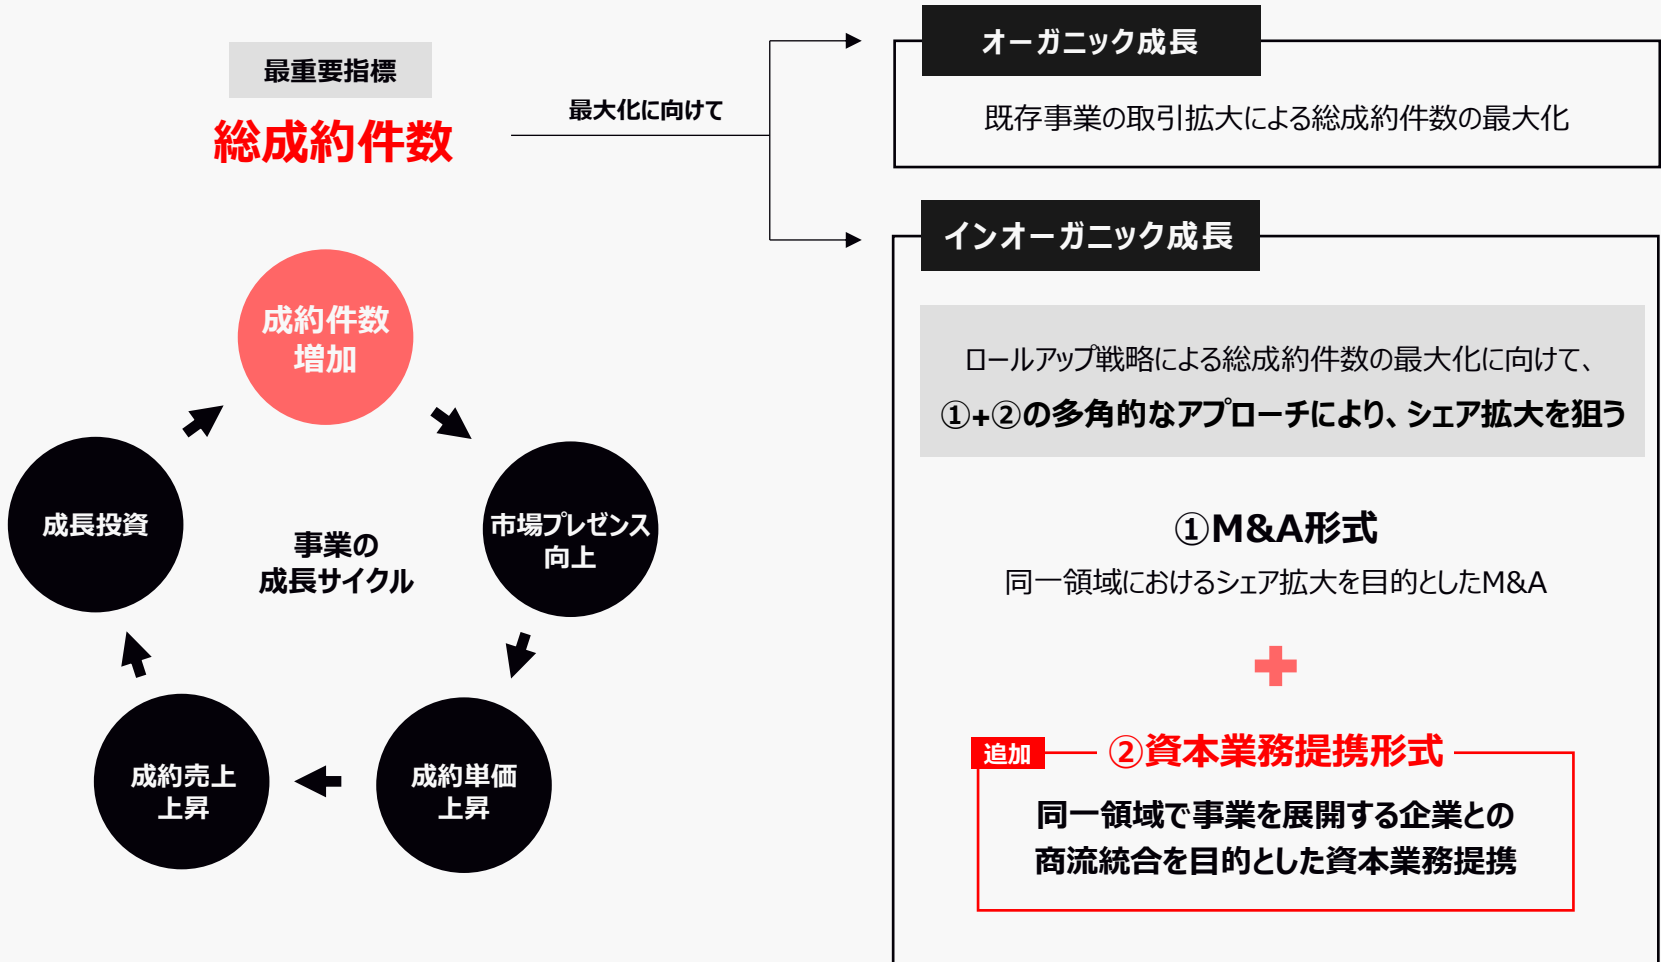 最重要指標
総成約件数
最大化に向けて
オーガニック成長
既存事業の取引拡大による総成約件数の最大化
インオーガニック成長
ロールアップ戦略による総成約件数の最大化に向けて、
①+②の多角的なアプローチにより、シェア拡大を狙う
①M&A形式
同一領域におけるシェア拡大を目的としたM&A
追加
②資本業務提携形式
同一領域で事業を展開する企業との
商流統合を目的とした資本業務提携
成約件数
増加
市場プレゼンス
向上
成約単価
上昇
成約売上
上昇
成長投資
事業の
成長サイクル